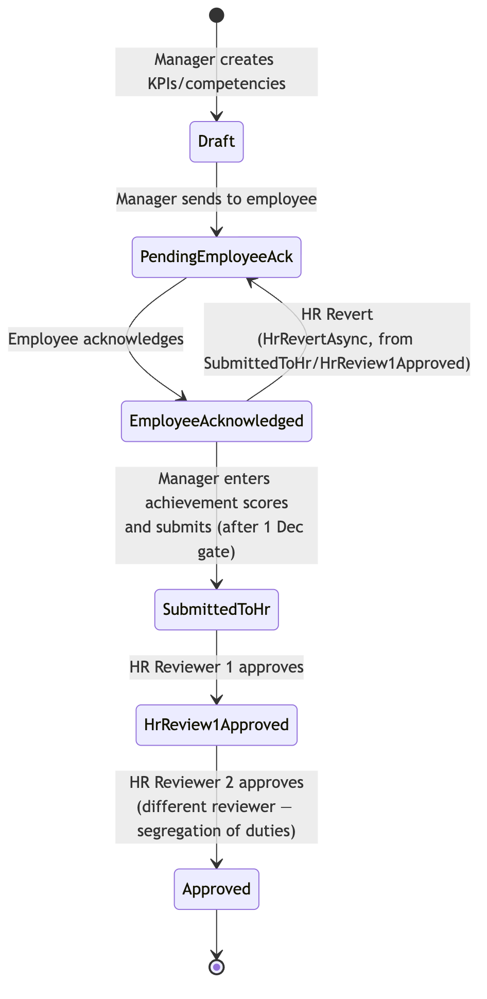 Manager creates
KPIs/competencies
Draft
Manager sends to employee
PendingEmployeeAck
HR Revert
(HrRevertAsync, from
SubmittedToHr/HrReview1Approved)
Employee acknowledges
EmployeeAcknowledged
Manager enters
achievement scores
and submits (after 1 Dec
gate)
SubmittedToHr
HR Reviewer 1 approves
HrReview1Approved
HR Reviewer 2 approves
(different reviewer —
segregation of duties)
Approved